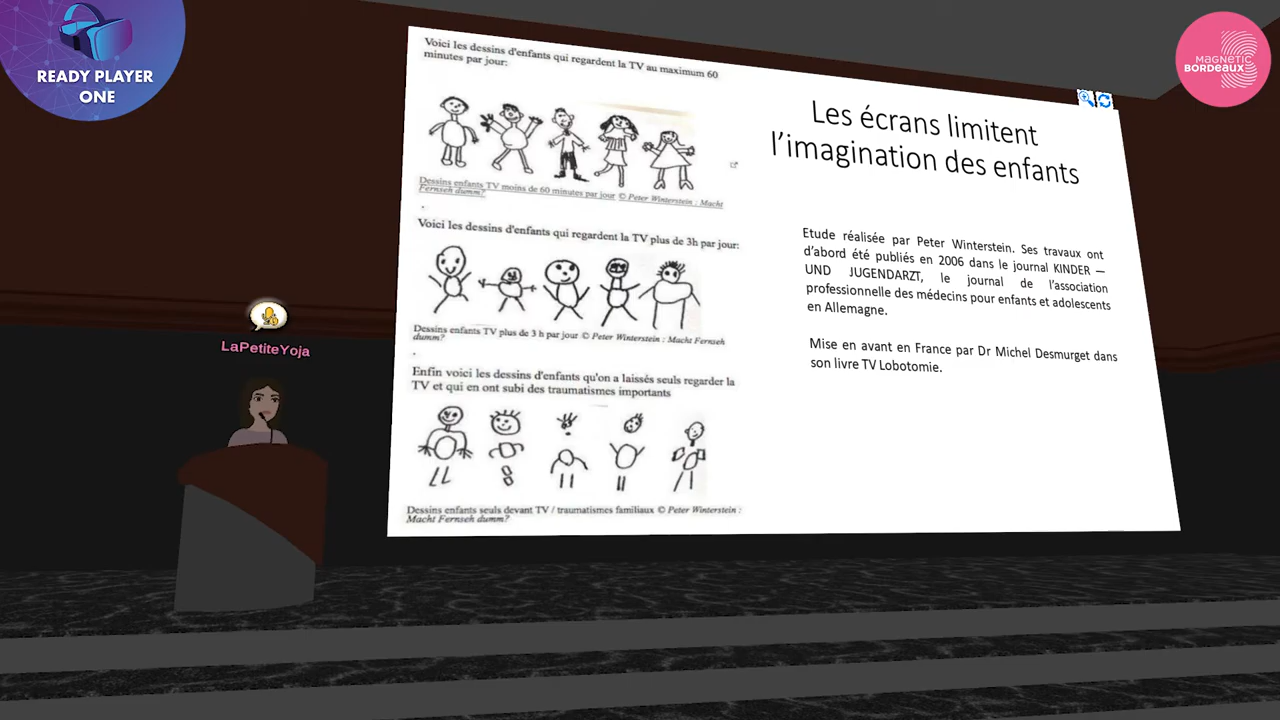 READY PLAYER
ONE
MAGNETIC
BORDEAUX
LaPetiteYoja
Voici les dessins d'enfants qui regardent la TV au maximum 60
minutes par jour:
Dessins enfants TV moins de 60 minutes par jour © Peter Winterstein : Macht
Fernseh dumm?
.
Voici les dessins d'enfants qui regardent la TV plus de 3h par jour:
Dessins enfants TV plus de 3 h par jour © Peter Winterstein : Macht Fernseh
dumm?
.
Enfin voici les dessins d'enfants qu'on a laissés seuls regarder la
TV et qui en ont subi des traumatismes importants
Dessins enfants seuls devant TV / traumatismes familiaux © Peter Winterstein :
Macht Fernseh dumm?
Les écrans limitent
l'imagination des enfants
Etude réalisée par Peter Winterstein. Ses travaux ont
d'abord été publiés en 2006 dans le journal KINDER —
UND JUGENDARZT, le journal de l'association
professionnelle des médecins pour enfants et adolescents
en Allemagne.
Mise en avant en France par Dr Michel Desmurget dans
son livre TV Lobotomie.